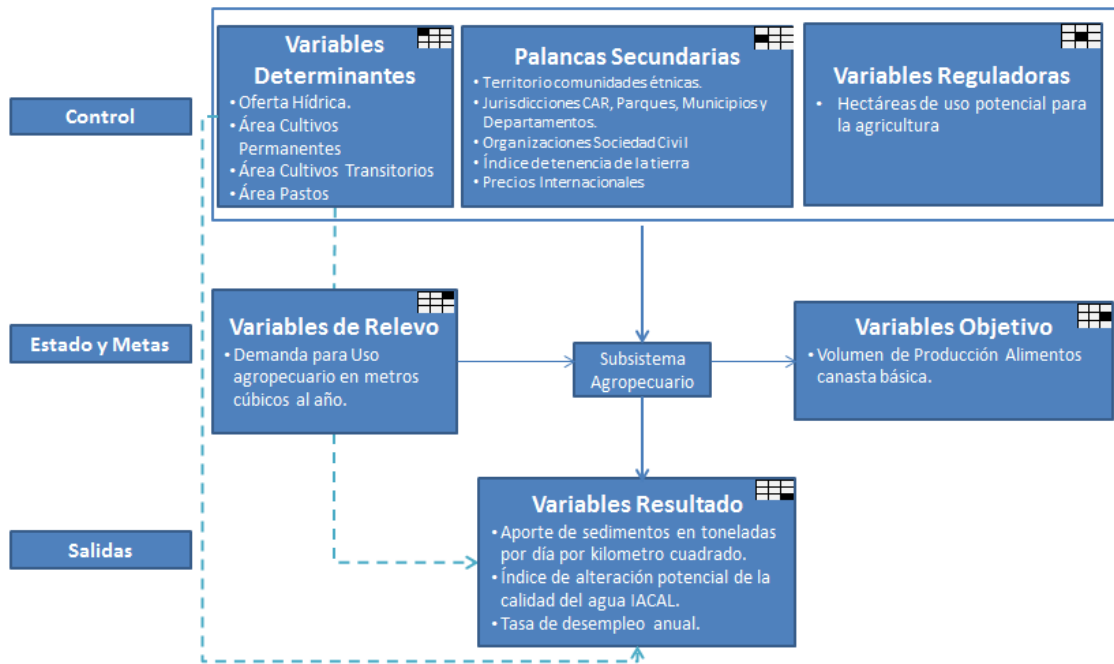 Control
Variables
Determinantes
• Oferta Hídrica.
• Área Cultivos
Permanentes
• Área Cultivos Transitorios
• Área Pastos
Palancas Secundarias
• Territorio comunidades étnicas.
• Jurisdicciones CAR, Parques, Municipios y
Departamentos.
• Organizaciones Sociedad Civil
• Índice de tenencia de la tierra
• Precios Internacionales
Variables Reguladoras
• Hectáreas de uso potencial para
la agricultura
Estado y Metas
Variables de Relevo
• Demanda para Uso
agropecuario en metros
cúbicos al año.
Subsistema
Agropecuario
Variables Objetivo
• Volumen de Producción Alimentos
canasta básica.
Salidas
Variables Resultado
• Aporte de sedimentos en toneladas
por día por kilometro cuadrado.
• Índice de alteración potencial de la
calidad del agua IACAL.
• Tasa de desempleo anual.